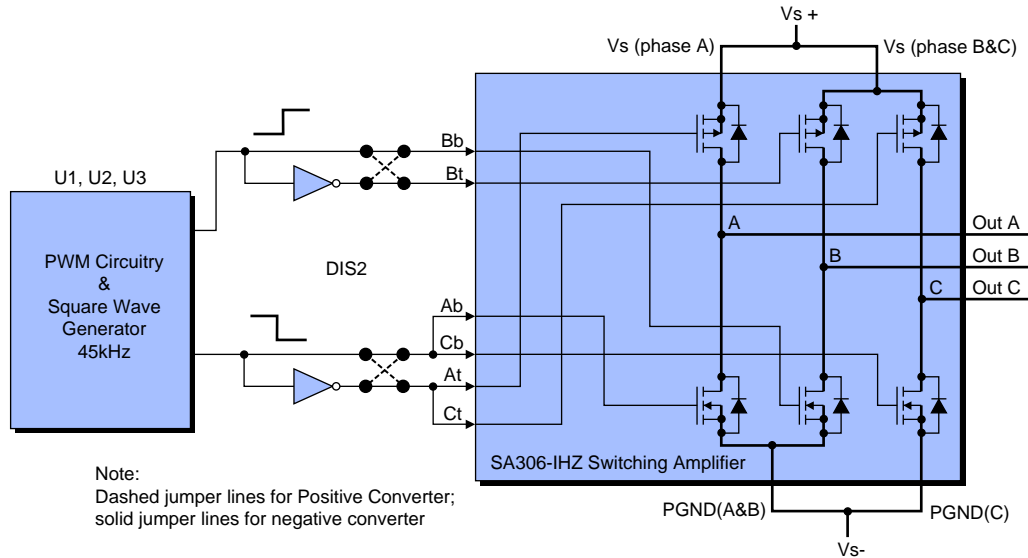 Vs +
Vs (phase A)
Vs (phase B&C)
Bb
Bt
U1, U2, U3
PWM Circuitry
&
Square Wave
Generator
45kHz
DIS2
A
Out A
B
Out B
C
Out C
Ab
Cb
At
Ct
SA306-IHZ Switching Amplifier
Note:
Dashed jumper lines for Positive Converter;
solid jumper lines for negative converter
PGND(A&B)
PGND(C)
Vs-